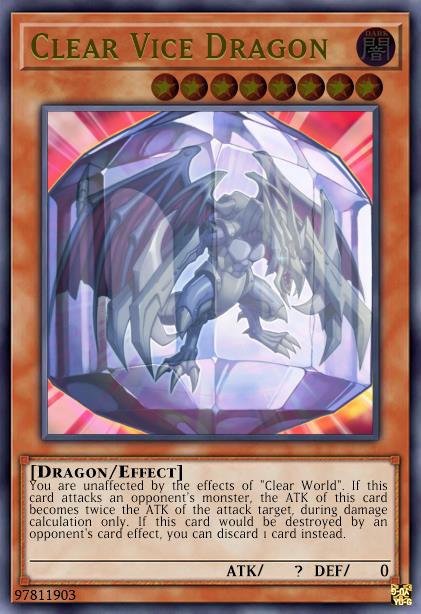 CLEAR VICE DRAGON
DARK
闇
[DRAGON/EFFECT]
You are unaffected by the effects of "Clear World". If this
card attacks an opponent's monster, the ATK of this card
becomes twice the ATK of the attack target, during damage
calculation only. If this card would be destroyed by an
opponent's card effect, you can discard 1 card instead.
ATK/ ? DEF/ 0
97811903